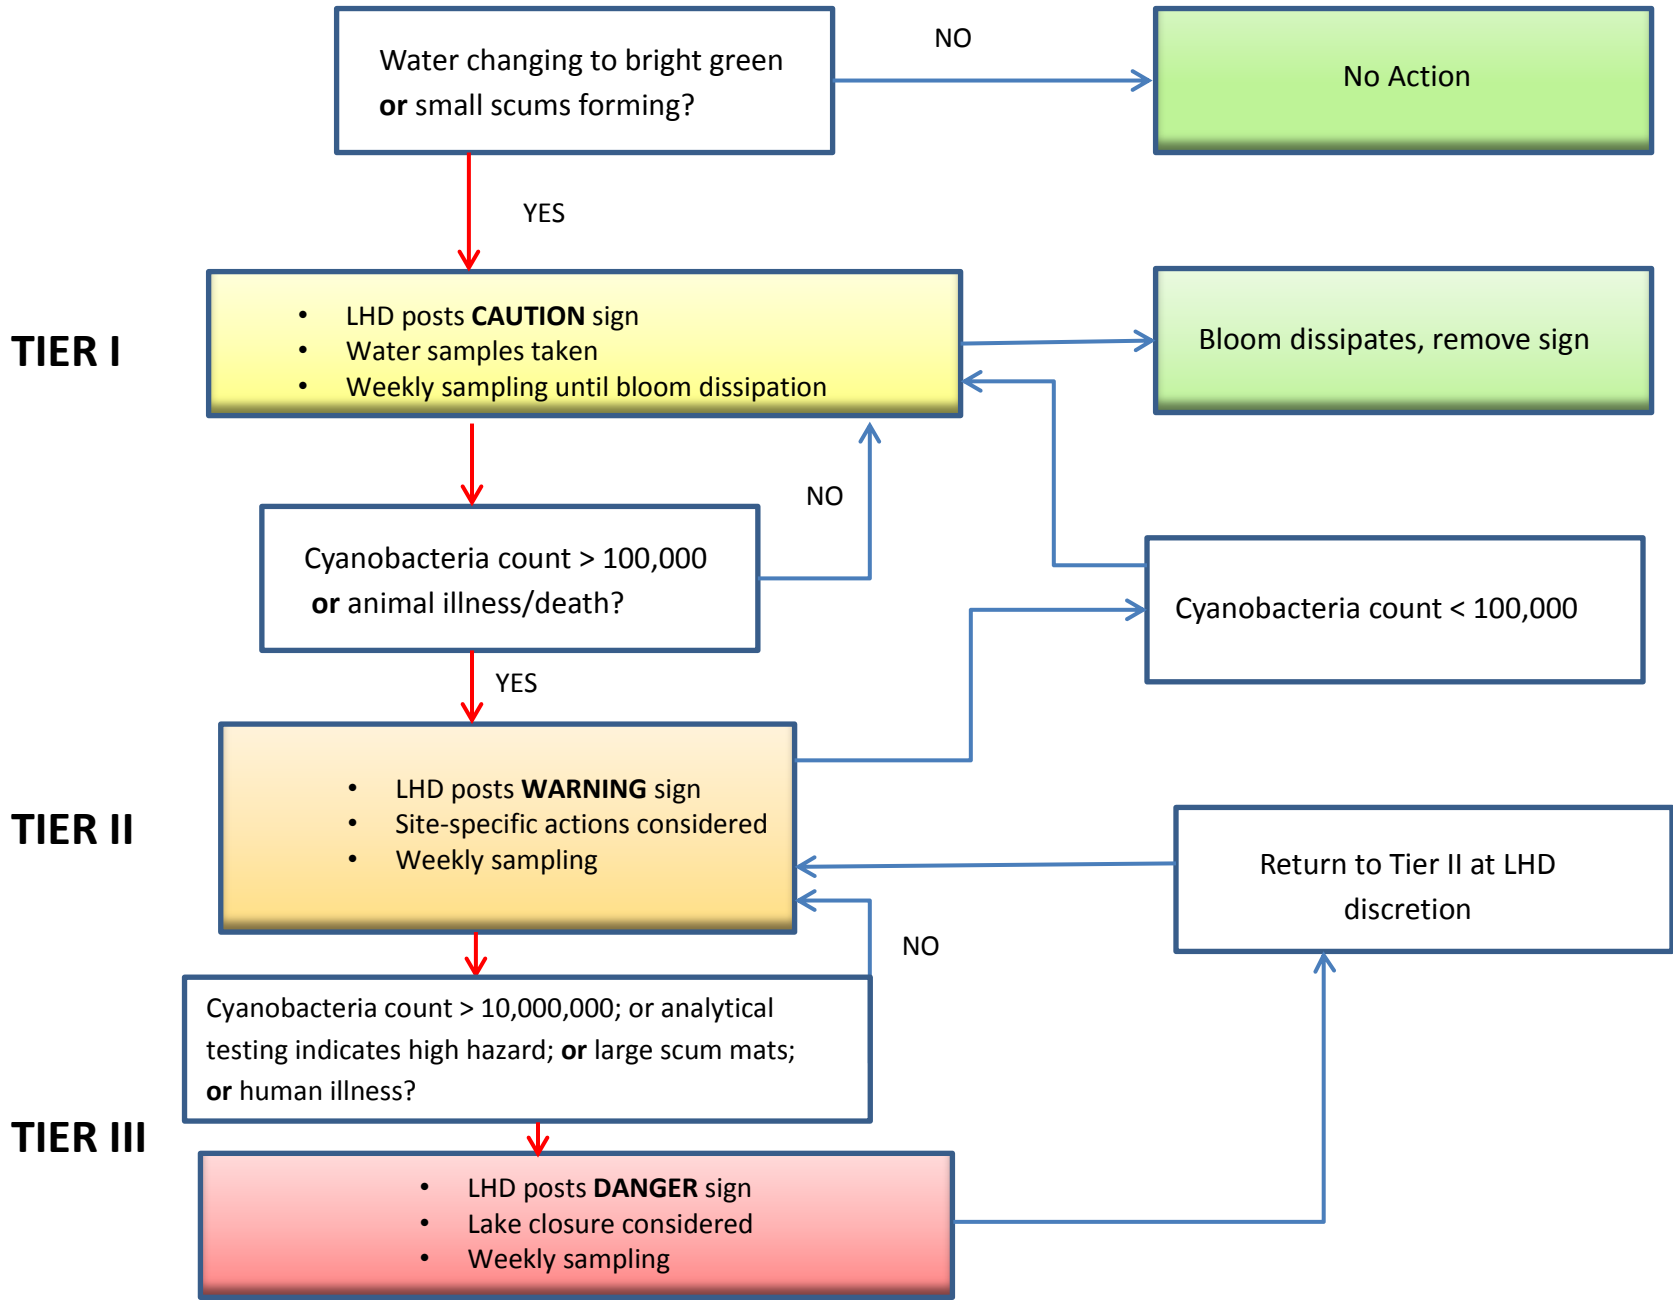 Water changing to bright green
or small scums forming?
NO
No Action
YES
TIER I
• LHD posts CAUTION sign
• Water samples taken
• Weekly sampling until bloom dissipation
Bloom dissipates, remove sign
NO
Cyanobacteria count > 100,000
or animal illness/death?
Cyanobacteria count < 100,000
YES
TIER II
• LHD posts WARNING sign
• Site-specific actions considered
• Weekly sampling
Return to Tier II at LHD
discretion
NO
Cyanobacteria count > 10,000,000; or analytical
testing indicates high hazard; or large scum mats;
or human illness?
TIER III
• LHD posts DANGER sign
• Lake closure considered
• Weekly sampling